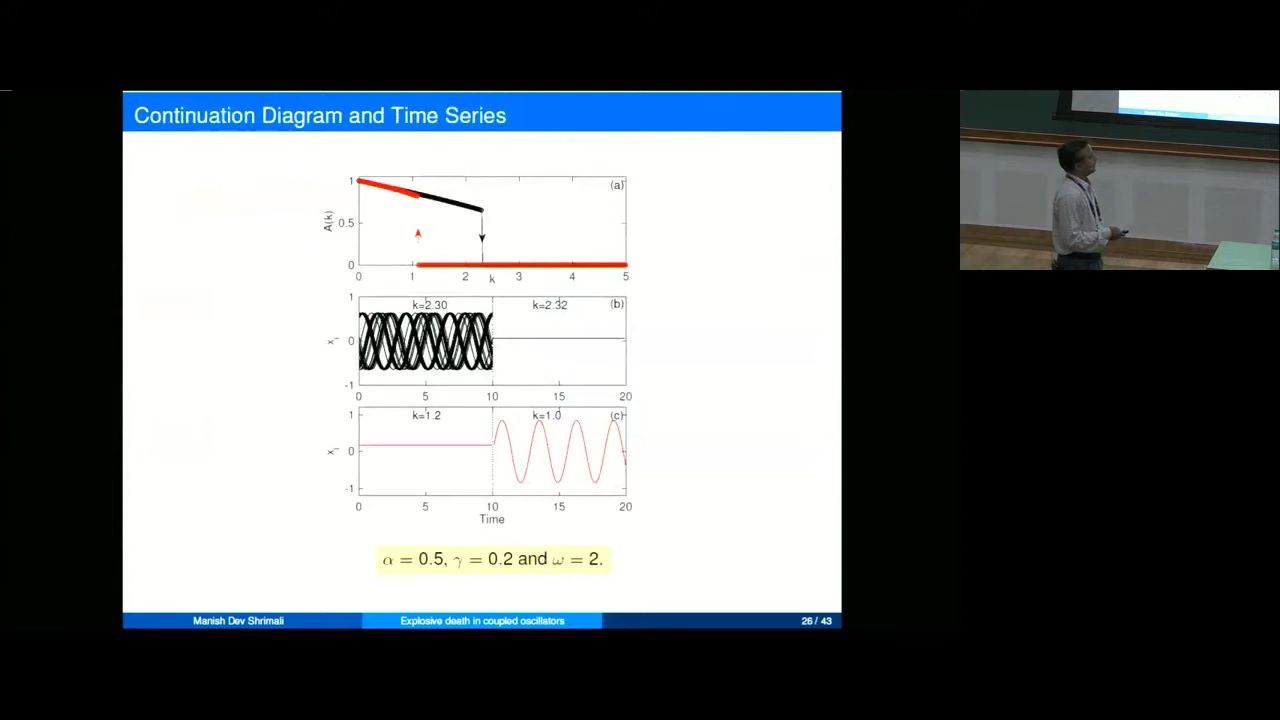 Continuation Diagram and Time Series
(a)
1
0.5
0
A(k)
0 1 2 3 4 5
k
(b)
k=2.30 k=2.32
1
0
-1
x_i
0 5 10 15 20
(c)
k=1.2 k=1.0
1
0
-1
x_i
0 5 10 15 20
Time
α = 0.5, γ = 0.2 and ω = 2.
Manish Dev Shrimali Explosive death in coupled oscillators 26 / 43